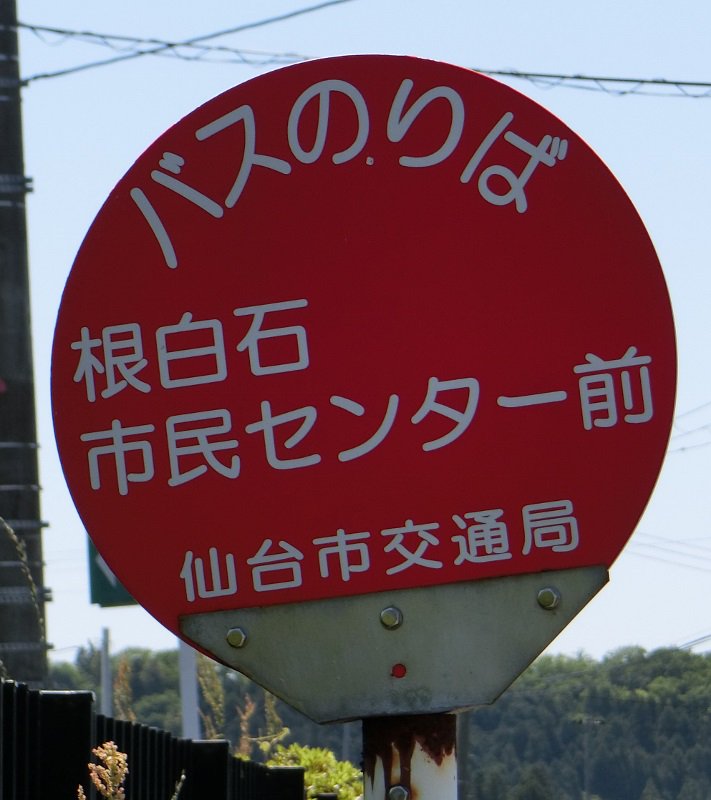 バスのりば
根白石
市民センター前
仙台市交通局